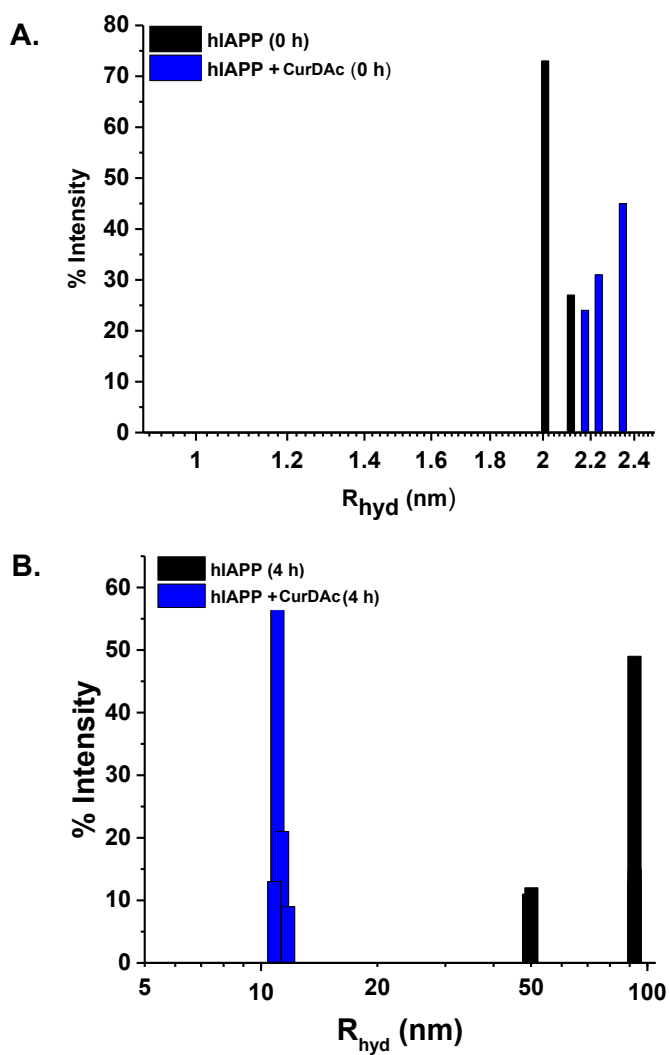 A.
80
hIAPP (0 h)
hIAPP + CurDAc (0 h)
70
60
50
40
30
20
10
0
% Intensity
1 1.2 1.4 1.6 1.8 2 2.2 2.4
Rhyd (nm)
B.
hIAPP (4 h)
hIAPP +CurDAc (4 h)
60
50
40
30
20
10
0
% Intensity
5 10 20 50 100
Rhyd (nm)